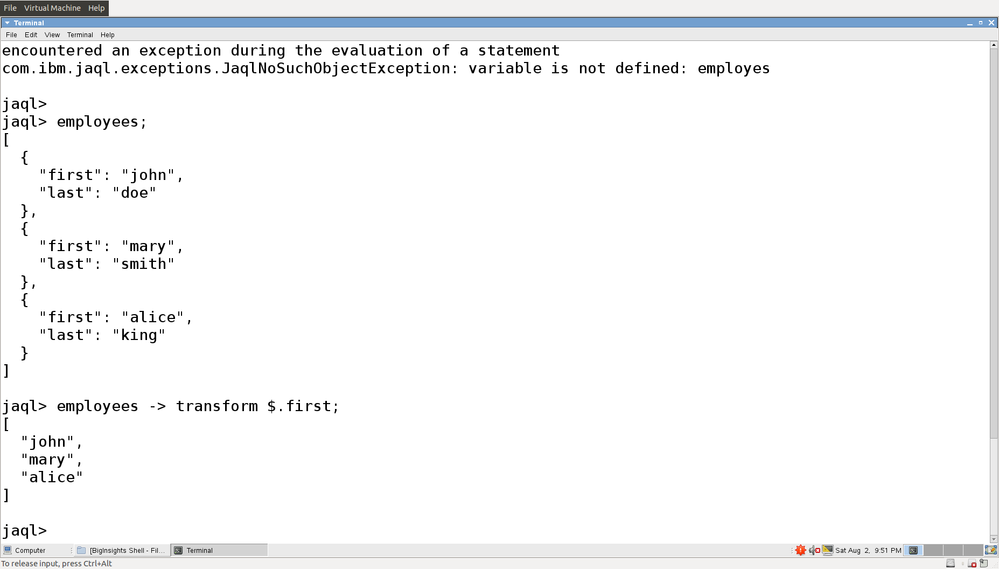 File Virtual Machine Help
Terminal
File Edit View Terminal Help
encountered an exception during the evaluation of a statement
com.ibm.jaql.exceptions.JaqlNoSuchObjectException: variable is not defined: employes
jaql>
jaql> employees;
[
{
"first": "john",
"last": "doe"
},
{
"first": "mary",
"last": "smith"
},
{
"first": "alice",
"last": "king"
}
]
jaql> employees -> transform $.first;
[
"john",
"mary",
"alice"
]
jaql>
Computer [BigInsights Shell - Fil... Terminal Sat Aug 2, 9:51 PM
To release input, press Ctrl+Alt